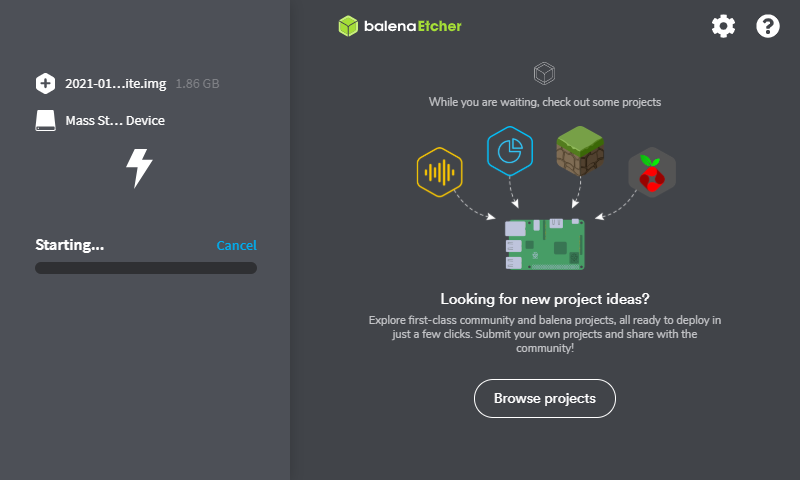 balenaEtcher
2021-01...ite.img 1.86 GB
Mass St... Device
Starting... Cancel
While you are waiting, check out some projects
Looking for new project ideas?
Explore first-class community and balena projects, all ready to deploy in
just a few clicks. Submit your own projects and share with the
community!
Browse projects